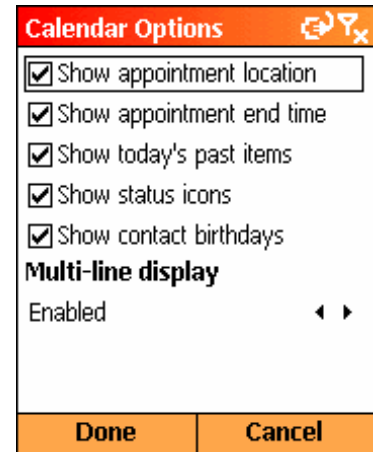 Calendar Options
Show appointment location
Show appointment end time
Show today's past items
Show status icons
Show contact birthdays
Multi-line display
Enabled
Done Cancel